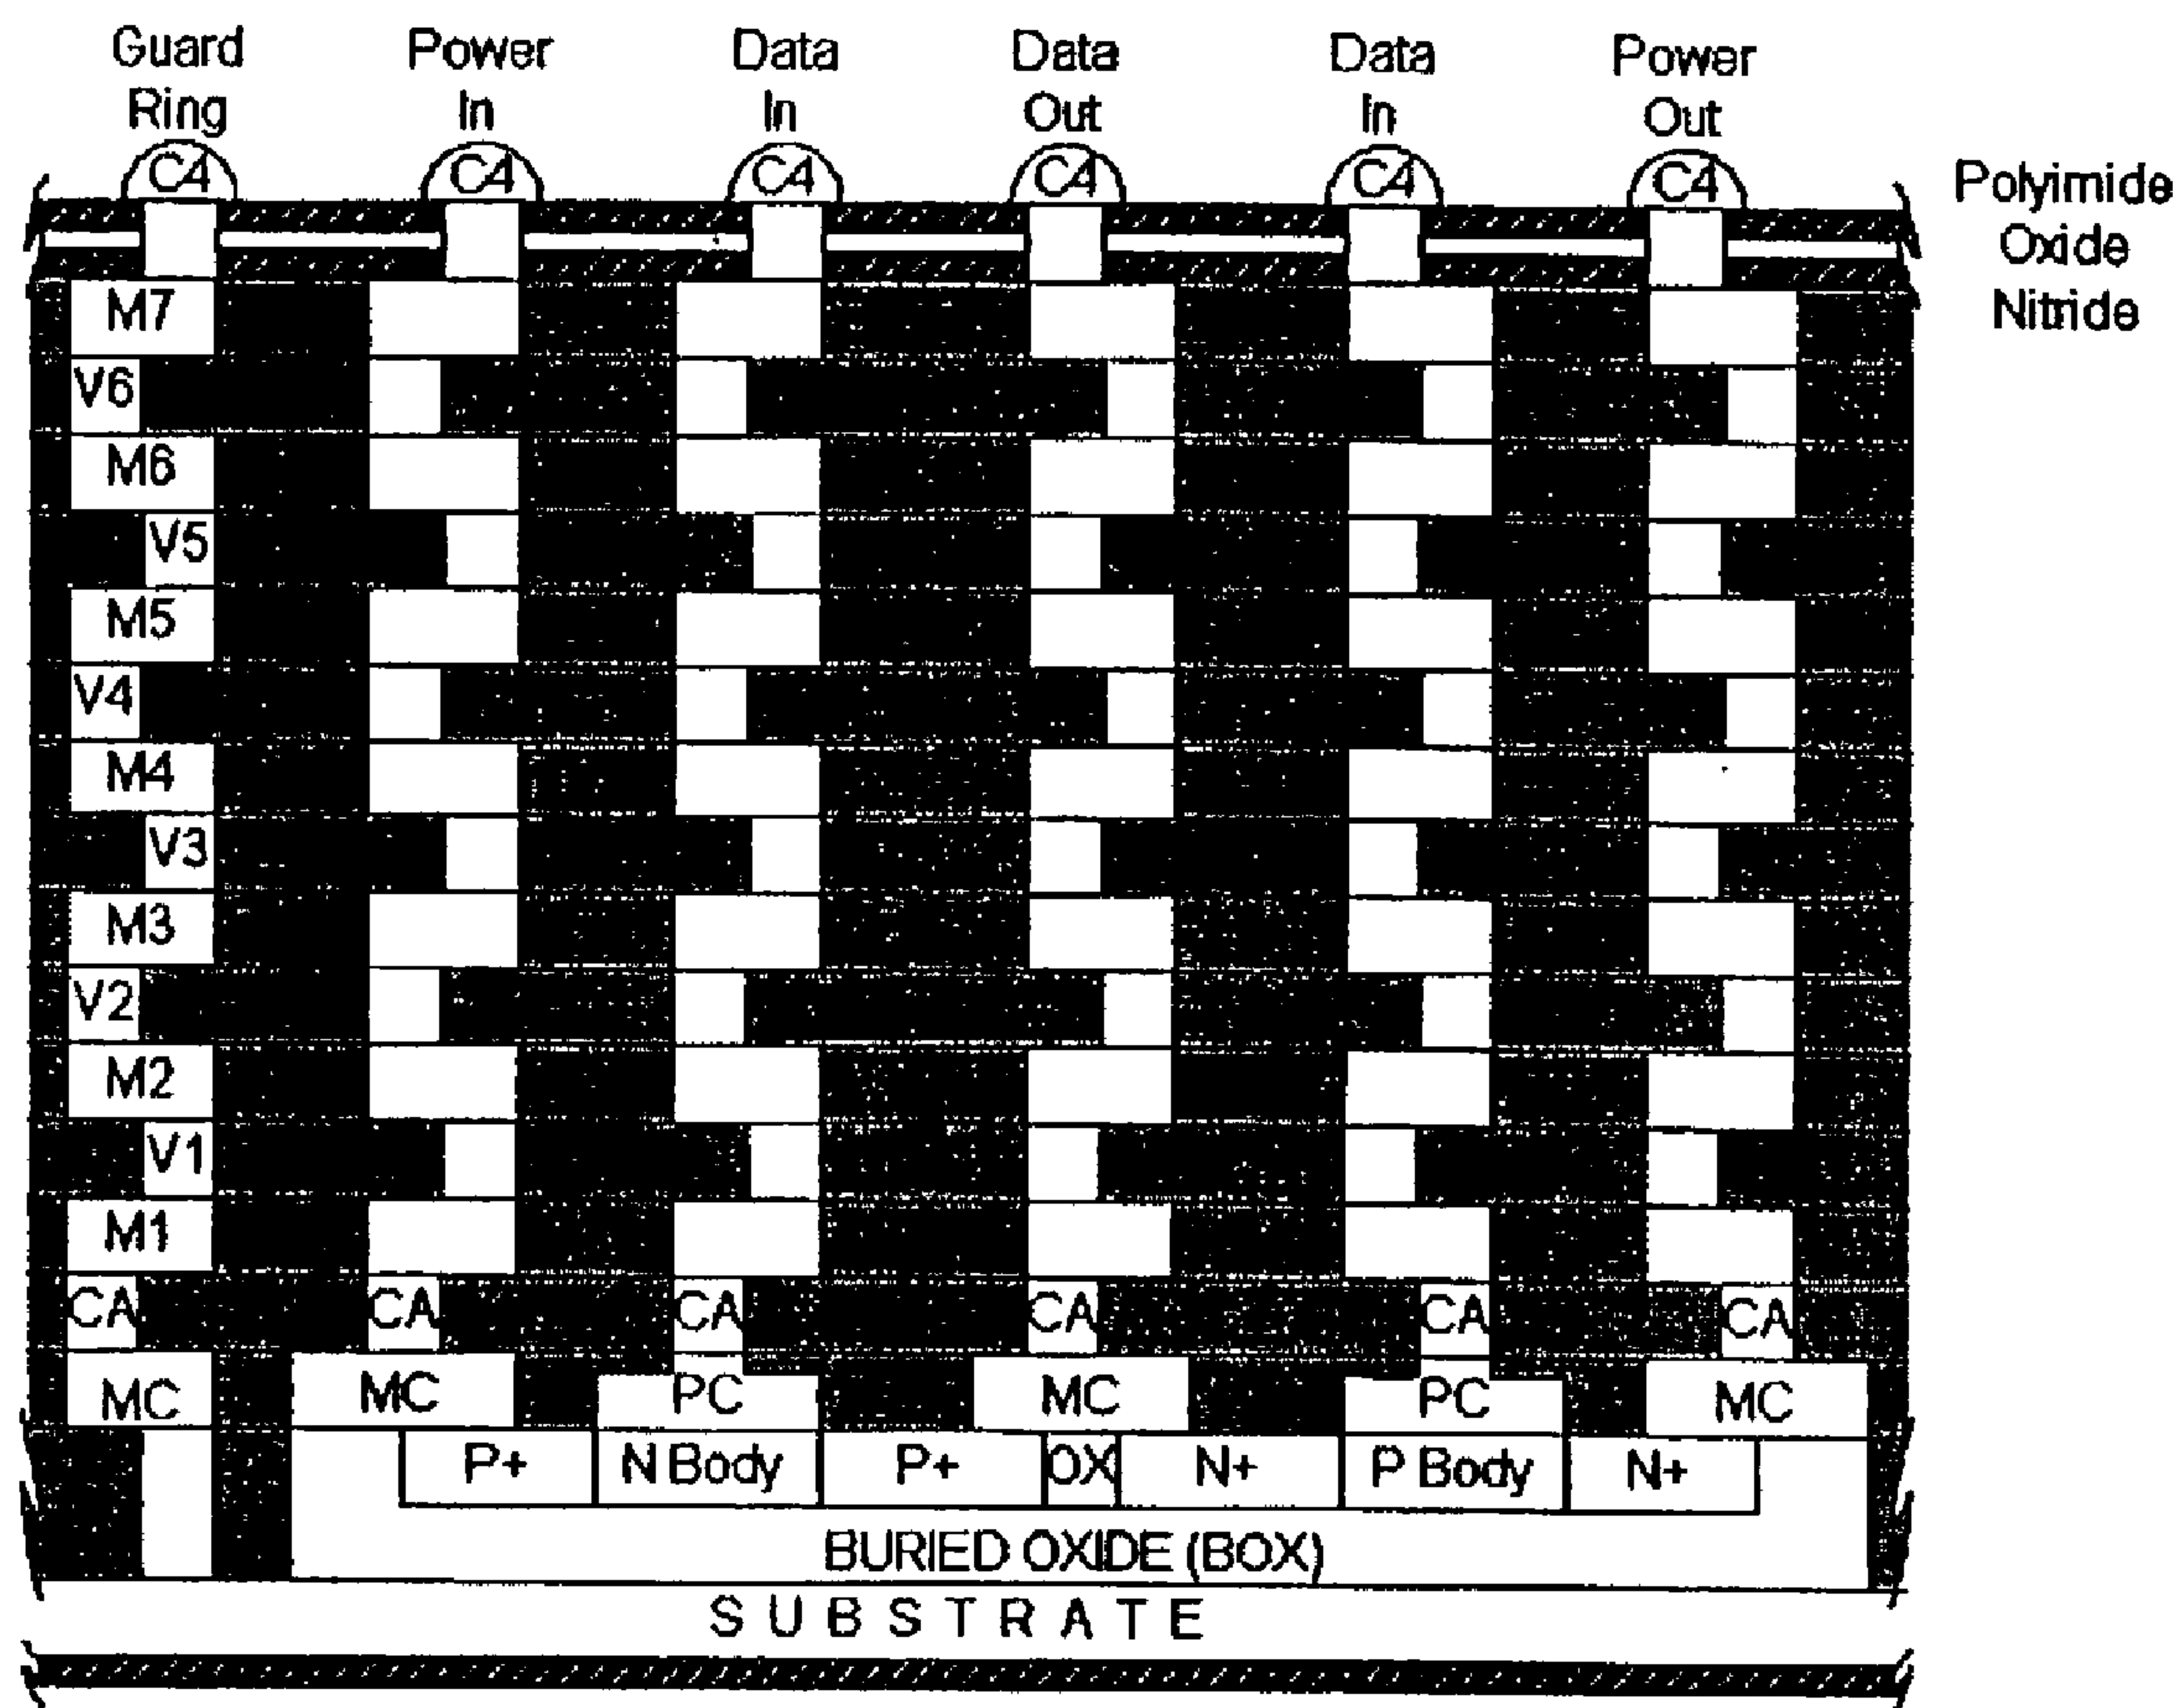 Guard Power Data Data Data Power
Ring In In Out In Out
C4 C4 C4 C4 C4 C4
Polyimide
Oxide
Nitride
M7
V6
M6
V5
M5
V4
M4
V3
M3
V2
M2
V1
M1
CA CA CA CA CA CA
MC MC PC MC PC MC
P+ N Body P+ OX N+ P Body N+
BURIED OXIDE (BOX)
SUBSTRATE